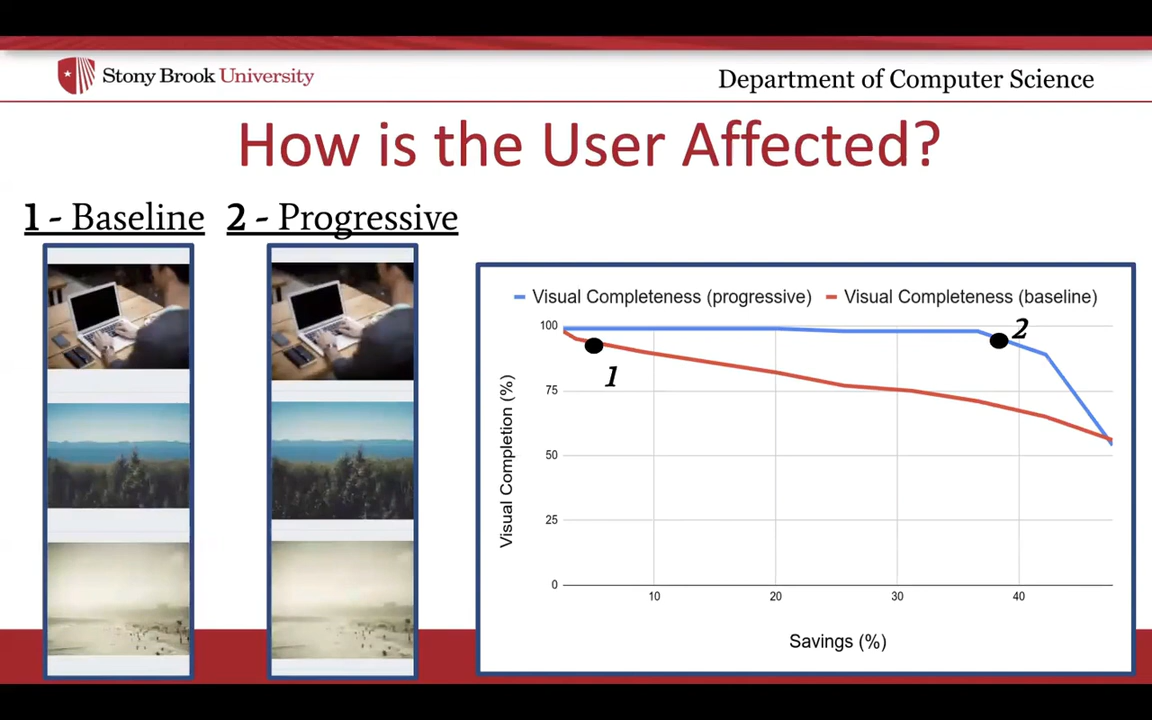 Stony Brook University
Department of Computer Science
How is the User Affected?
1 - Baseline
2 - Progressive
Visual Completeness (progressive)
Visual Completeness (baseline)
100
75
50
25
0
Visual Completion (%)
1
2
10
20
30
40
Savings (%)